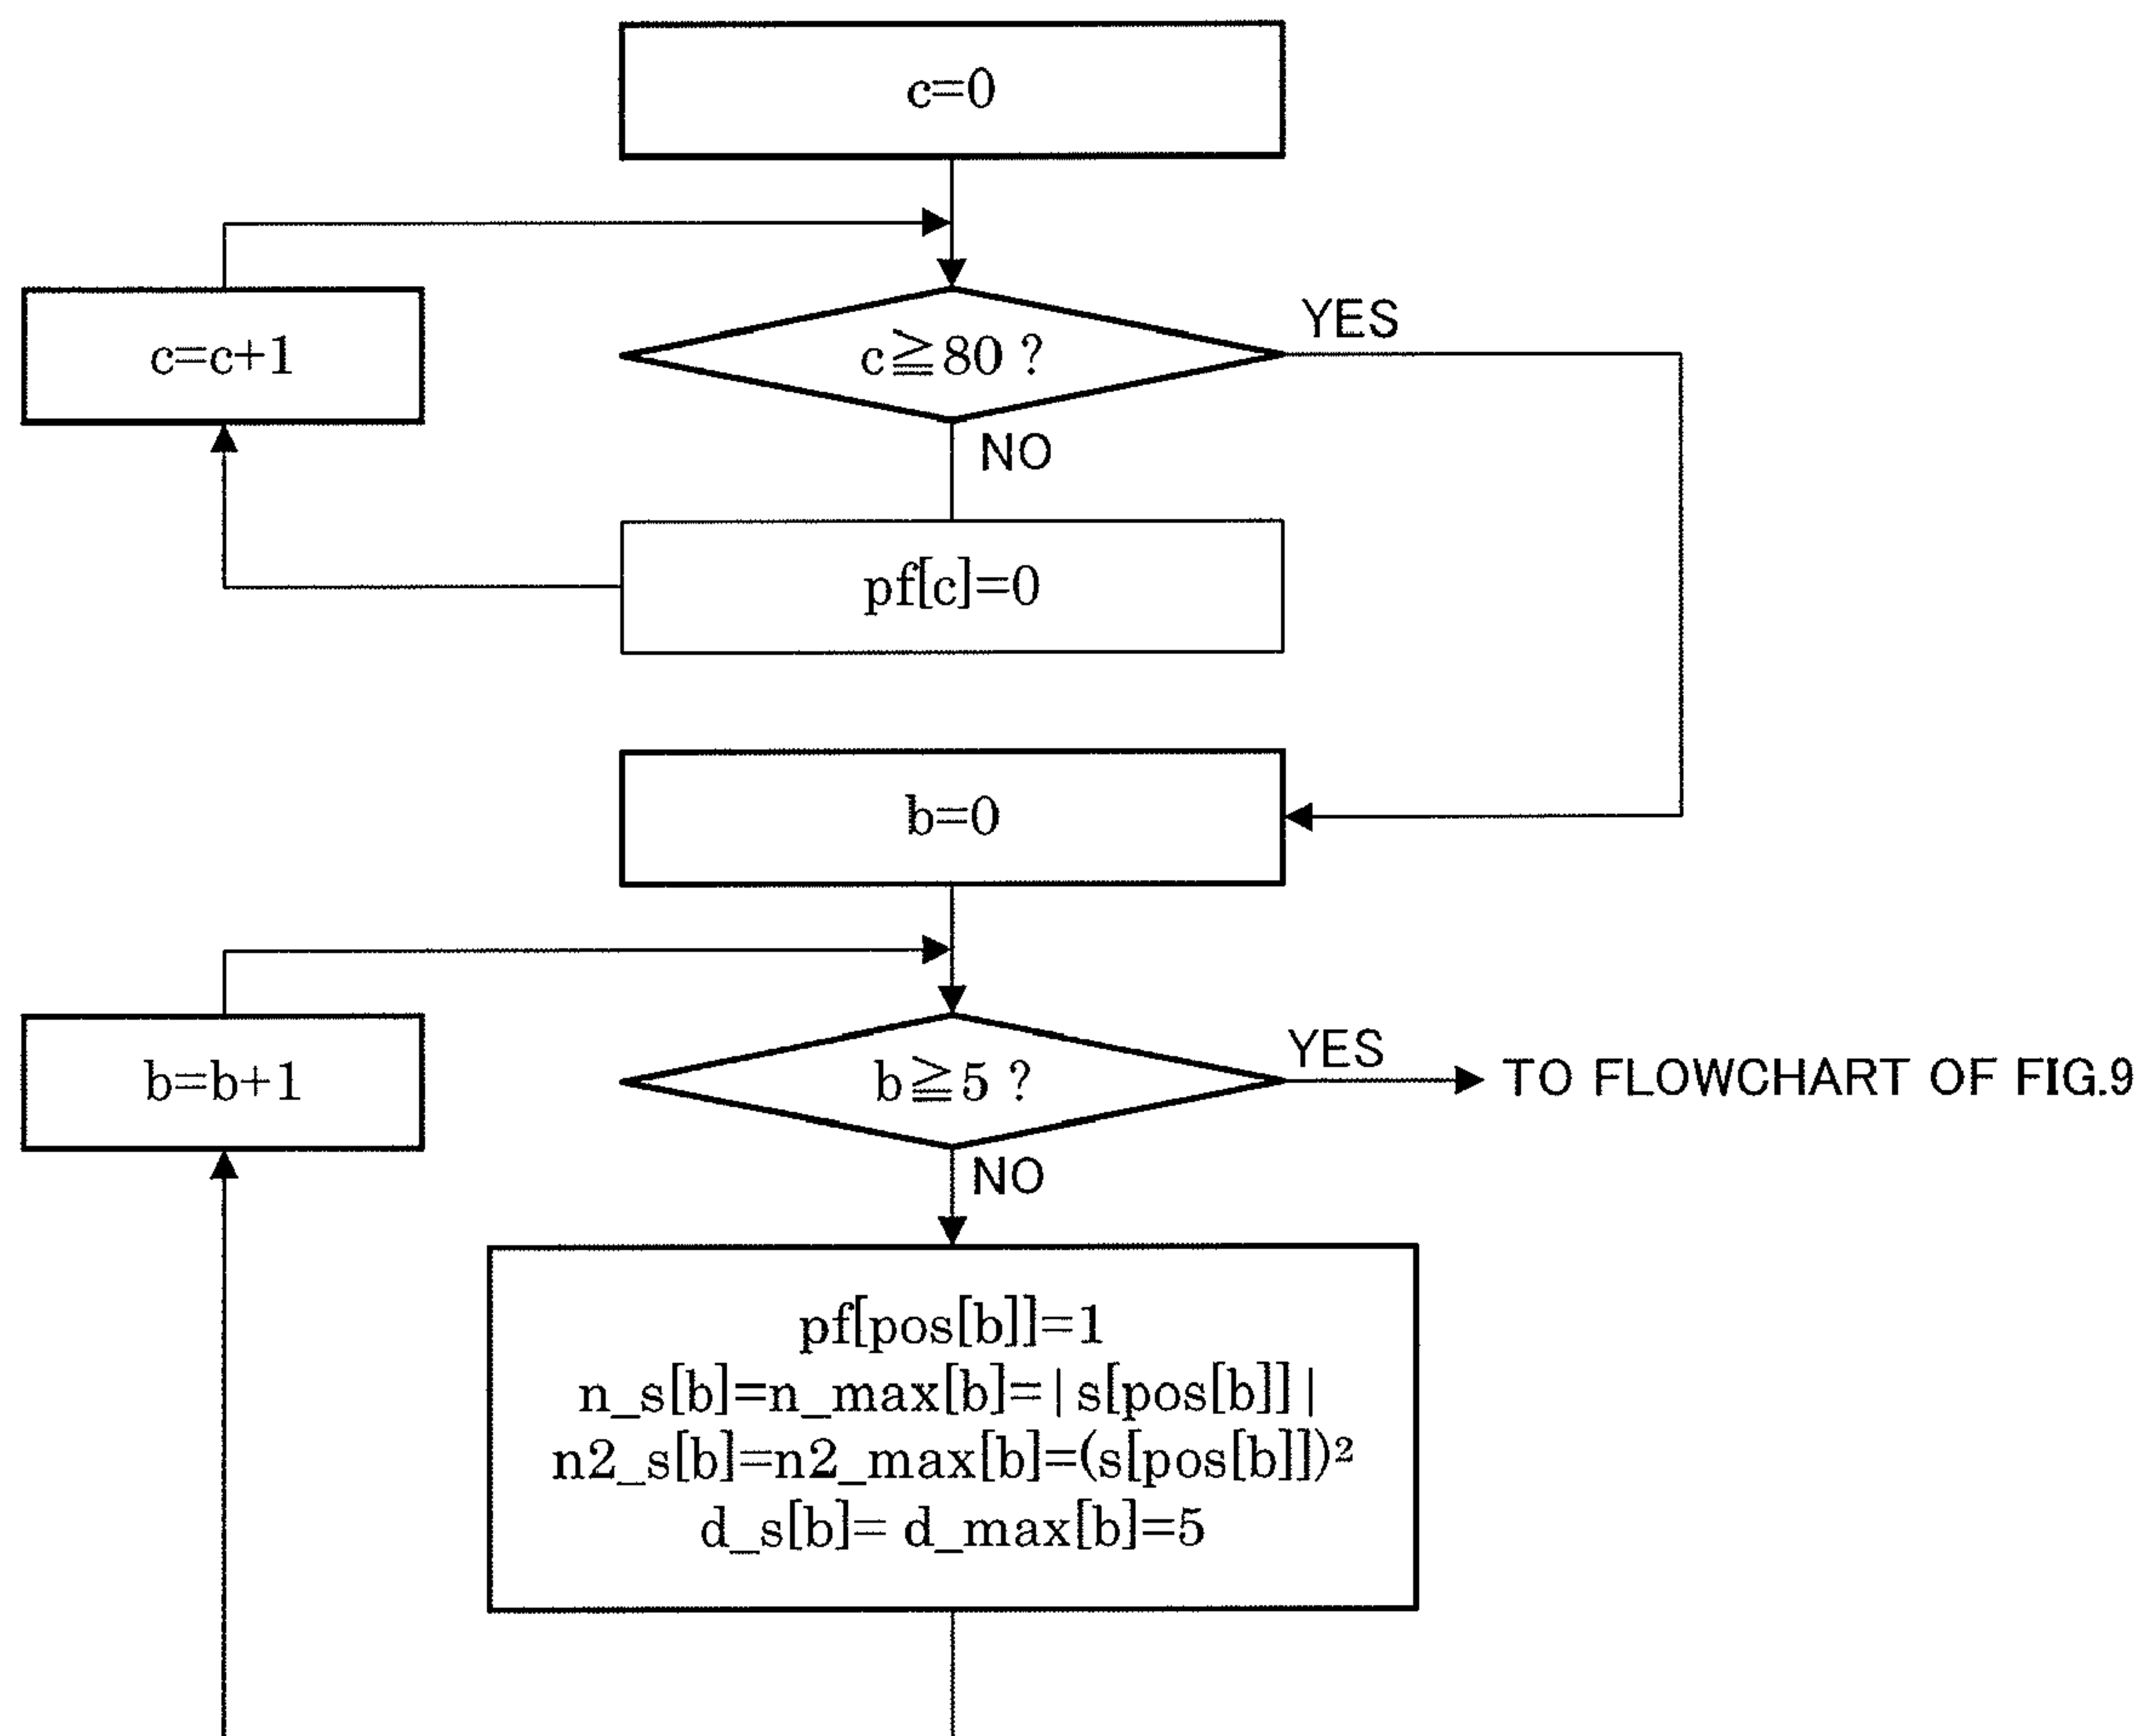 c=0
c=c+1
c≧80 ?
YES
NO
pf[c]=0
b=0
b=b+1
b≧5 ?
YES
TO FLOWCHART OF FIG.9
NO
pf[pos[b]]=1
n_s[b]=n_max[b]=|s[pos[b]]|
n2_s[b]=n2_max[b]=(s[pos[b]])²
d_s[b]= d_max[b]=5